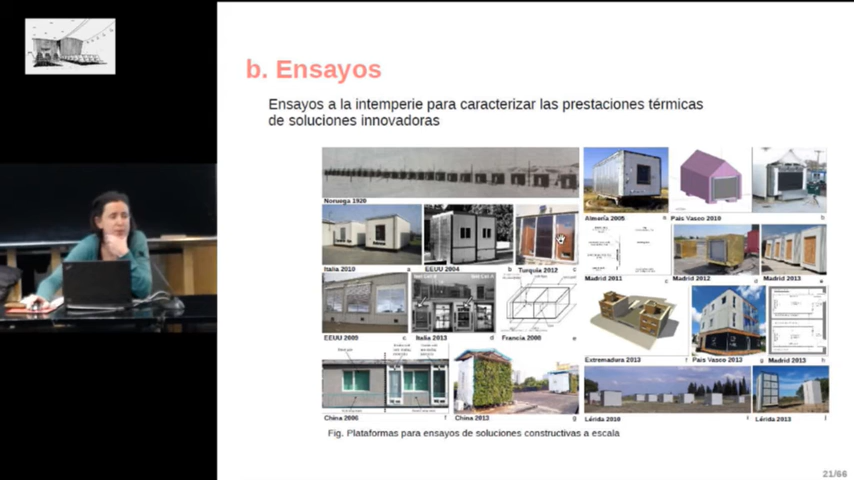 b. Ensayos
Ensayos a la intemperie para caracterizar las prestaciones térmicas
de soluciones innovadoras
Noruega 1920
Almería 2005 a
País Vasco 2010 b
Italia 2010 a
EEUU 2004 b
Turquía 2012 c
Madrid 2011 c
Madrid 2012 d
Madrid 2013 e
EEUU 2009 c
Italia 2013 d
Francia 2008 e
Extremadura 2013 f
País Vasco 2013 g
Madrid 2013 h
China 2006 f
China 2013 g
Lérida 2010 i
Lérida 2013
Fig. Plataformas para ensayos de soluciones constructivas a escala
21/66